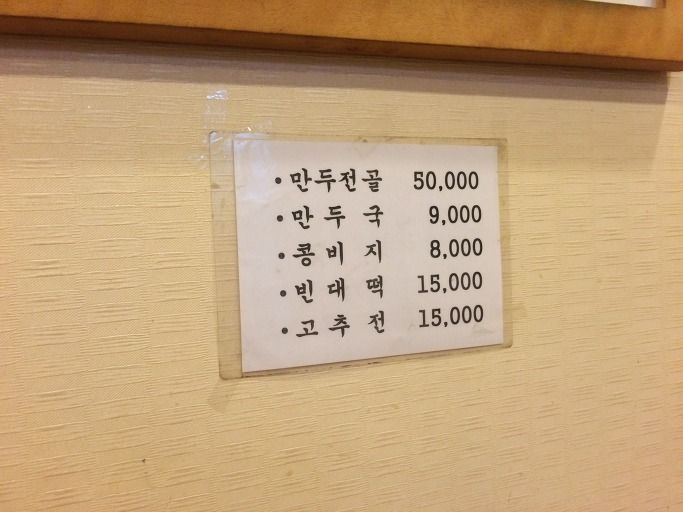 • 만두전골 50,000
• 만 두 국 9,000
• 콩 비 지 8,000
• 빈 대 떡 15,000
• 고 추 전 15,000